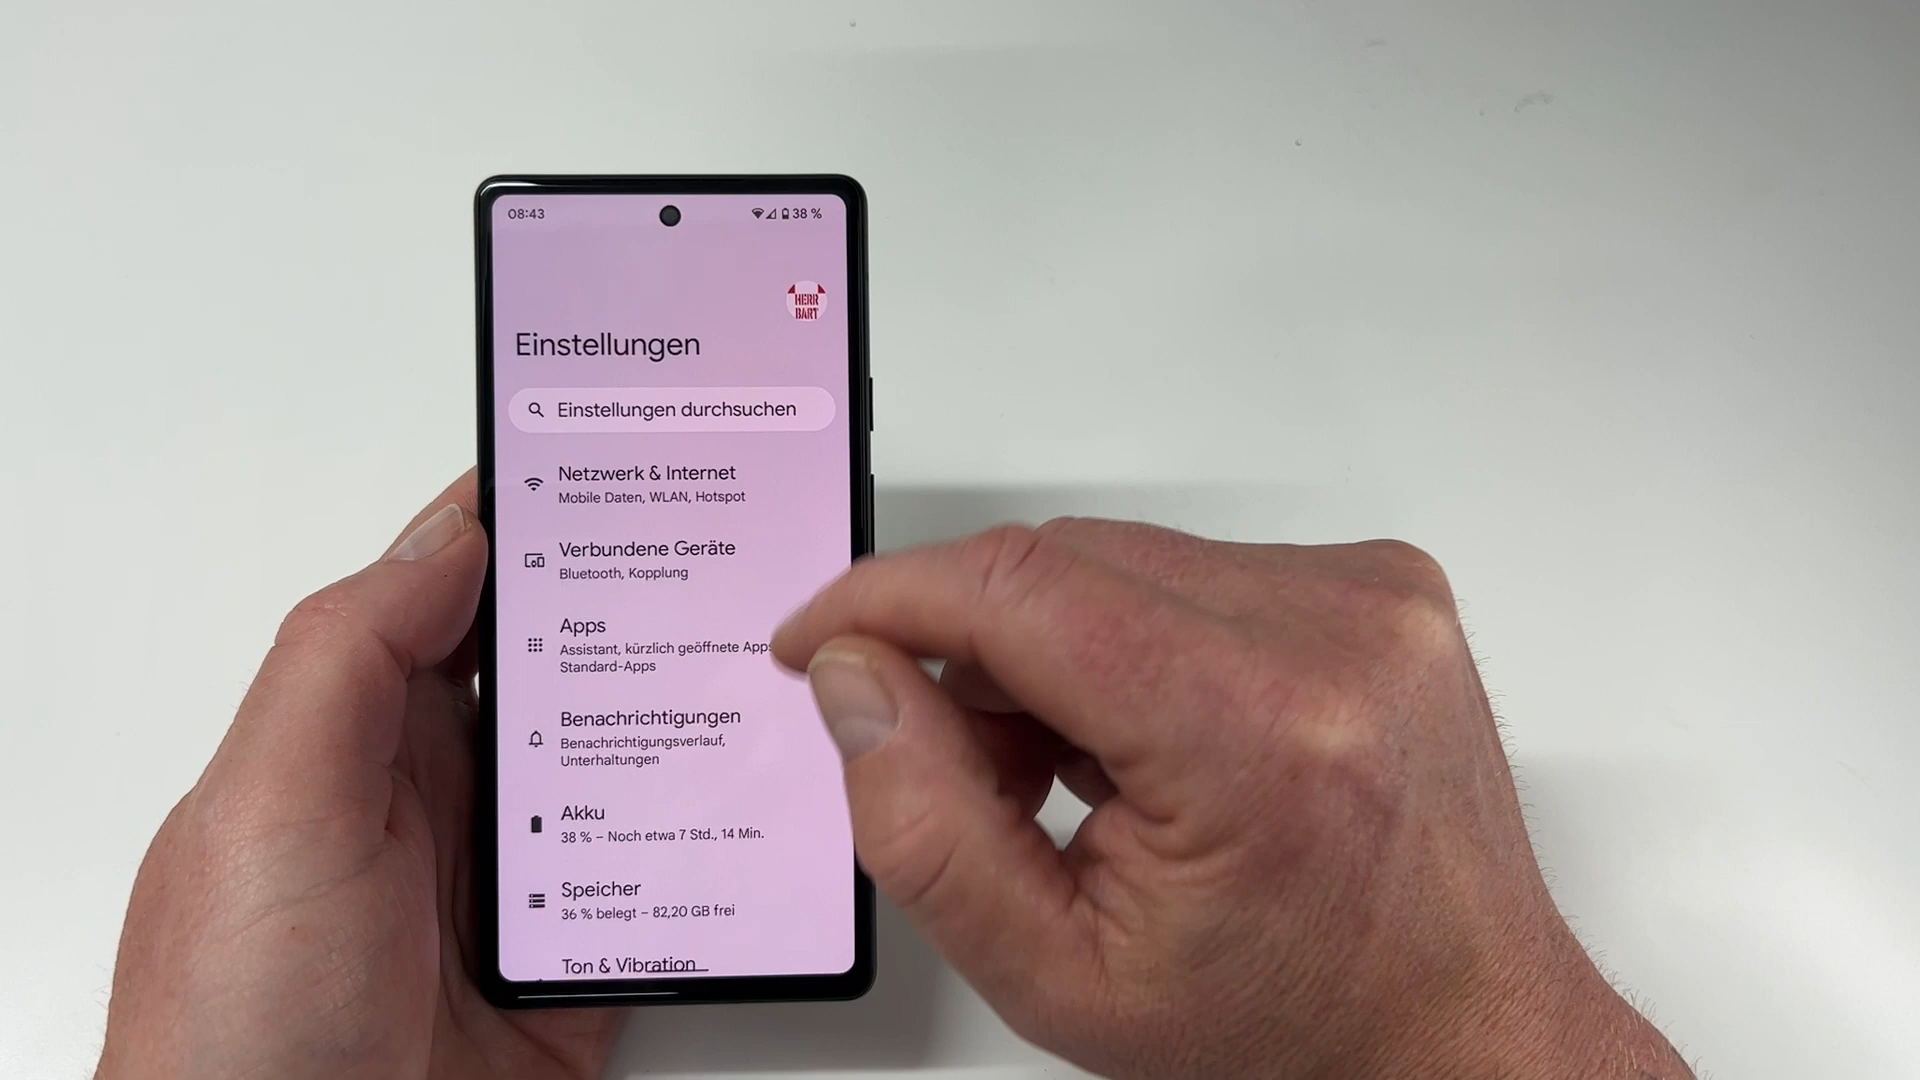 08:43
38 %
HERR
BART
Einstellungen
Einstellungen durchsuchen
Netzwerk & Internet
Mobile Daten, WLAN, Hotspot
Verbundene Geräte
Bluetooth, Kopplung
Apps
Assistant, kürzlich geöffnete Apps
Standard-Apps
Benachrichtigungen
Benachrichtigungsverlauf,
Unterhaltungen
Akku
38 % – Noch etwa 7 Std., 14 Min.
Speicher
36 % belegt – 82,20 GB frei
Ton & Vibration